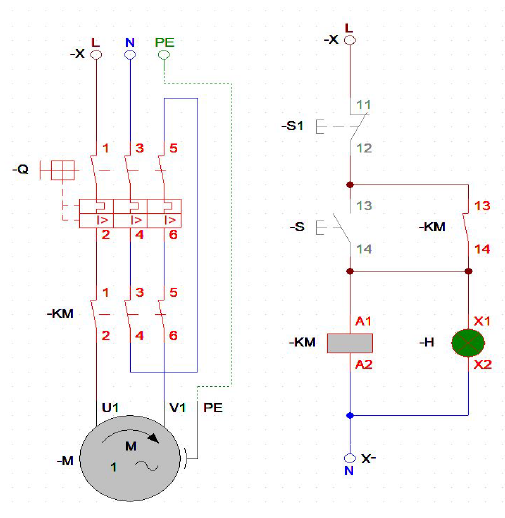 L N PE
-X
1 3 5
-Q
I> I> I>
2 4 6
1 3 5
-KM
2 4 6
U1 V1 PE
M
-M
1
L
-X
11
-S1
12
13 13
-S -KM
14 14
A1 X1
-KM -H
A2 X2
X-
N